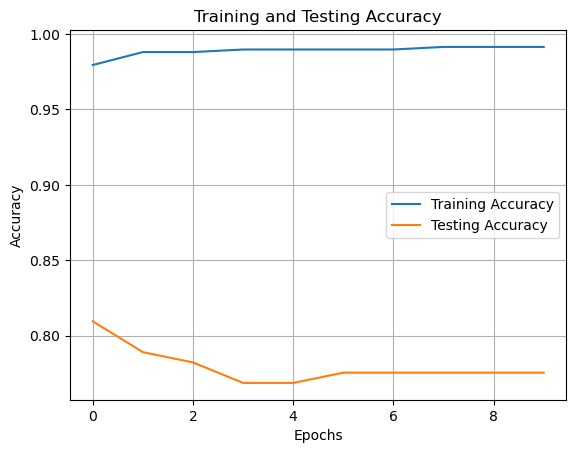 Training and Testing Accuracy
1.00
0.95
0.90
0.85
0.80
Accuracy
Training Accuracy
Testing Accuracy
0 2 4 6 8
Epochs